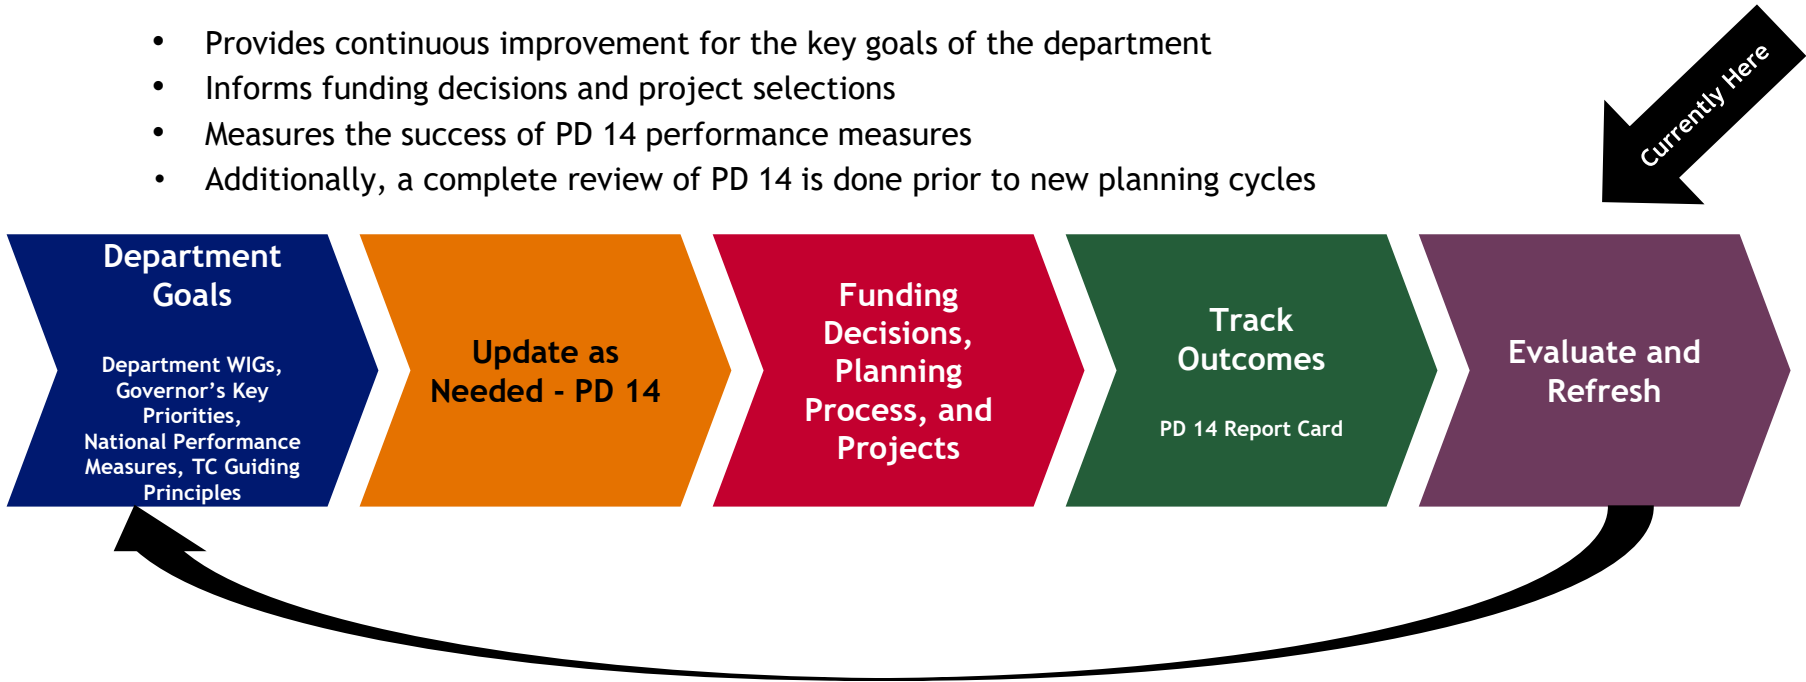 • Provides continuous improvement for the key goals of the department
• Informs funding decisions and project selections
• Measures the success of PD 14 performance measures
• Additionally, a complete review of PD 14 is done prior to new planning cycles
Currently Here
Department
Goals
Department WIGs,
Governor’s Key
Priorities,
National Performance
Measures, TC Guiding
Principles
Update as
Needed - PD 14
Funding
Decisions,
Planning
Process, and
Projects
Track
Outcomes
PD 14 Report Card
Evaluate and
Refresh